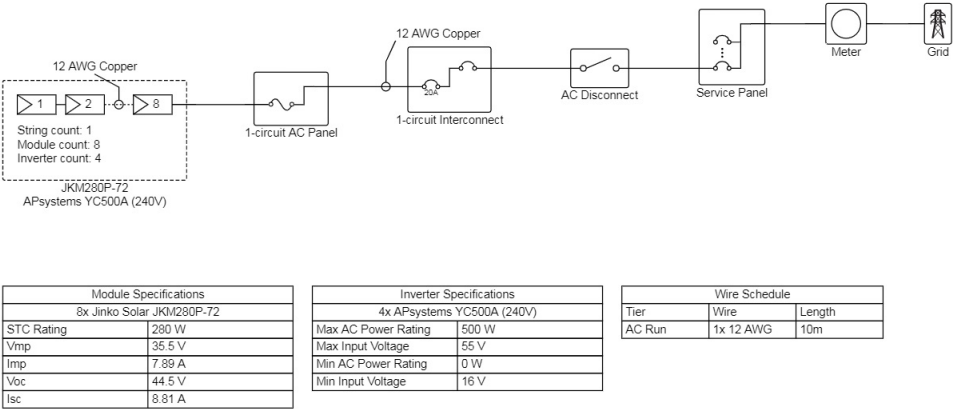 12 AWG Copper
12 AWG Copper
1
2
8
String count: 1
Module count: 8
Inverter count: 4
JKM280P-72
APsystems YC500A (240V)
1-circuit AC Panel
20A
1-circuit Interconnect
AC Disconnect
Service Panel
Meter
Grid
Module Specifications
8x Jinko Solar JKM280P-72
STC Rating 280 W
Vmp 35.5 V
Imp 7.89 A
Voc 44.5 V
Isc 8.81 A
Inverter Specifications
4x APsystems YC500A (240V)
Max AC Power Rating 500 W
Max Input Voltage 55 V
Min AC Power Rating 0 W
Min Input Voltage 16 V
Wire Schedule
Tier Wire Length
AC Run 1x 12 AWG 10m